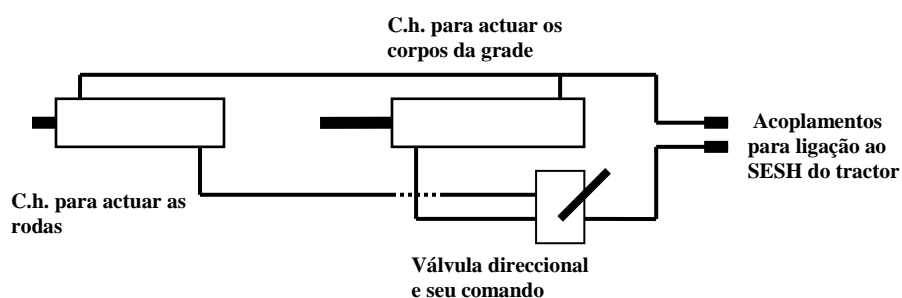 C.h. para actuar os
corpos da grade
Acoplamentos
para ligação ao
SESH do tractor
C.h. para actuar as
rodas
Válvula direccional
e seu comando